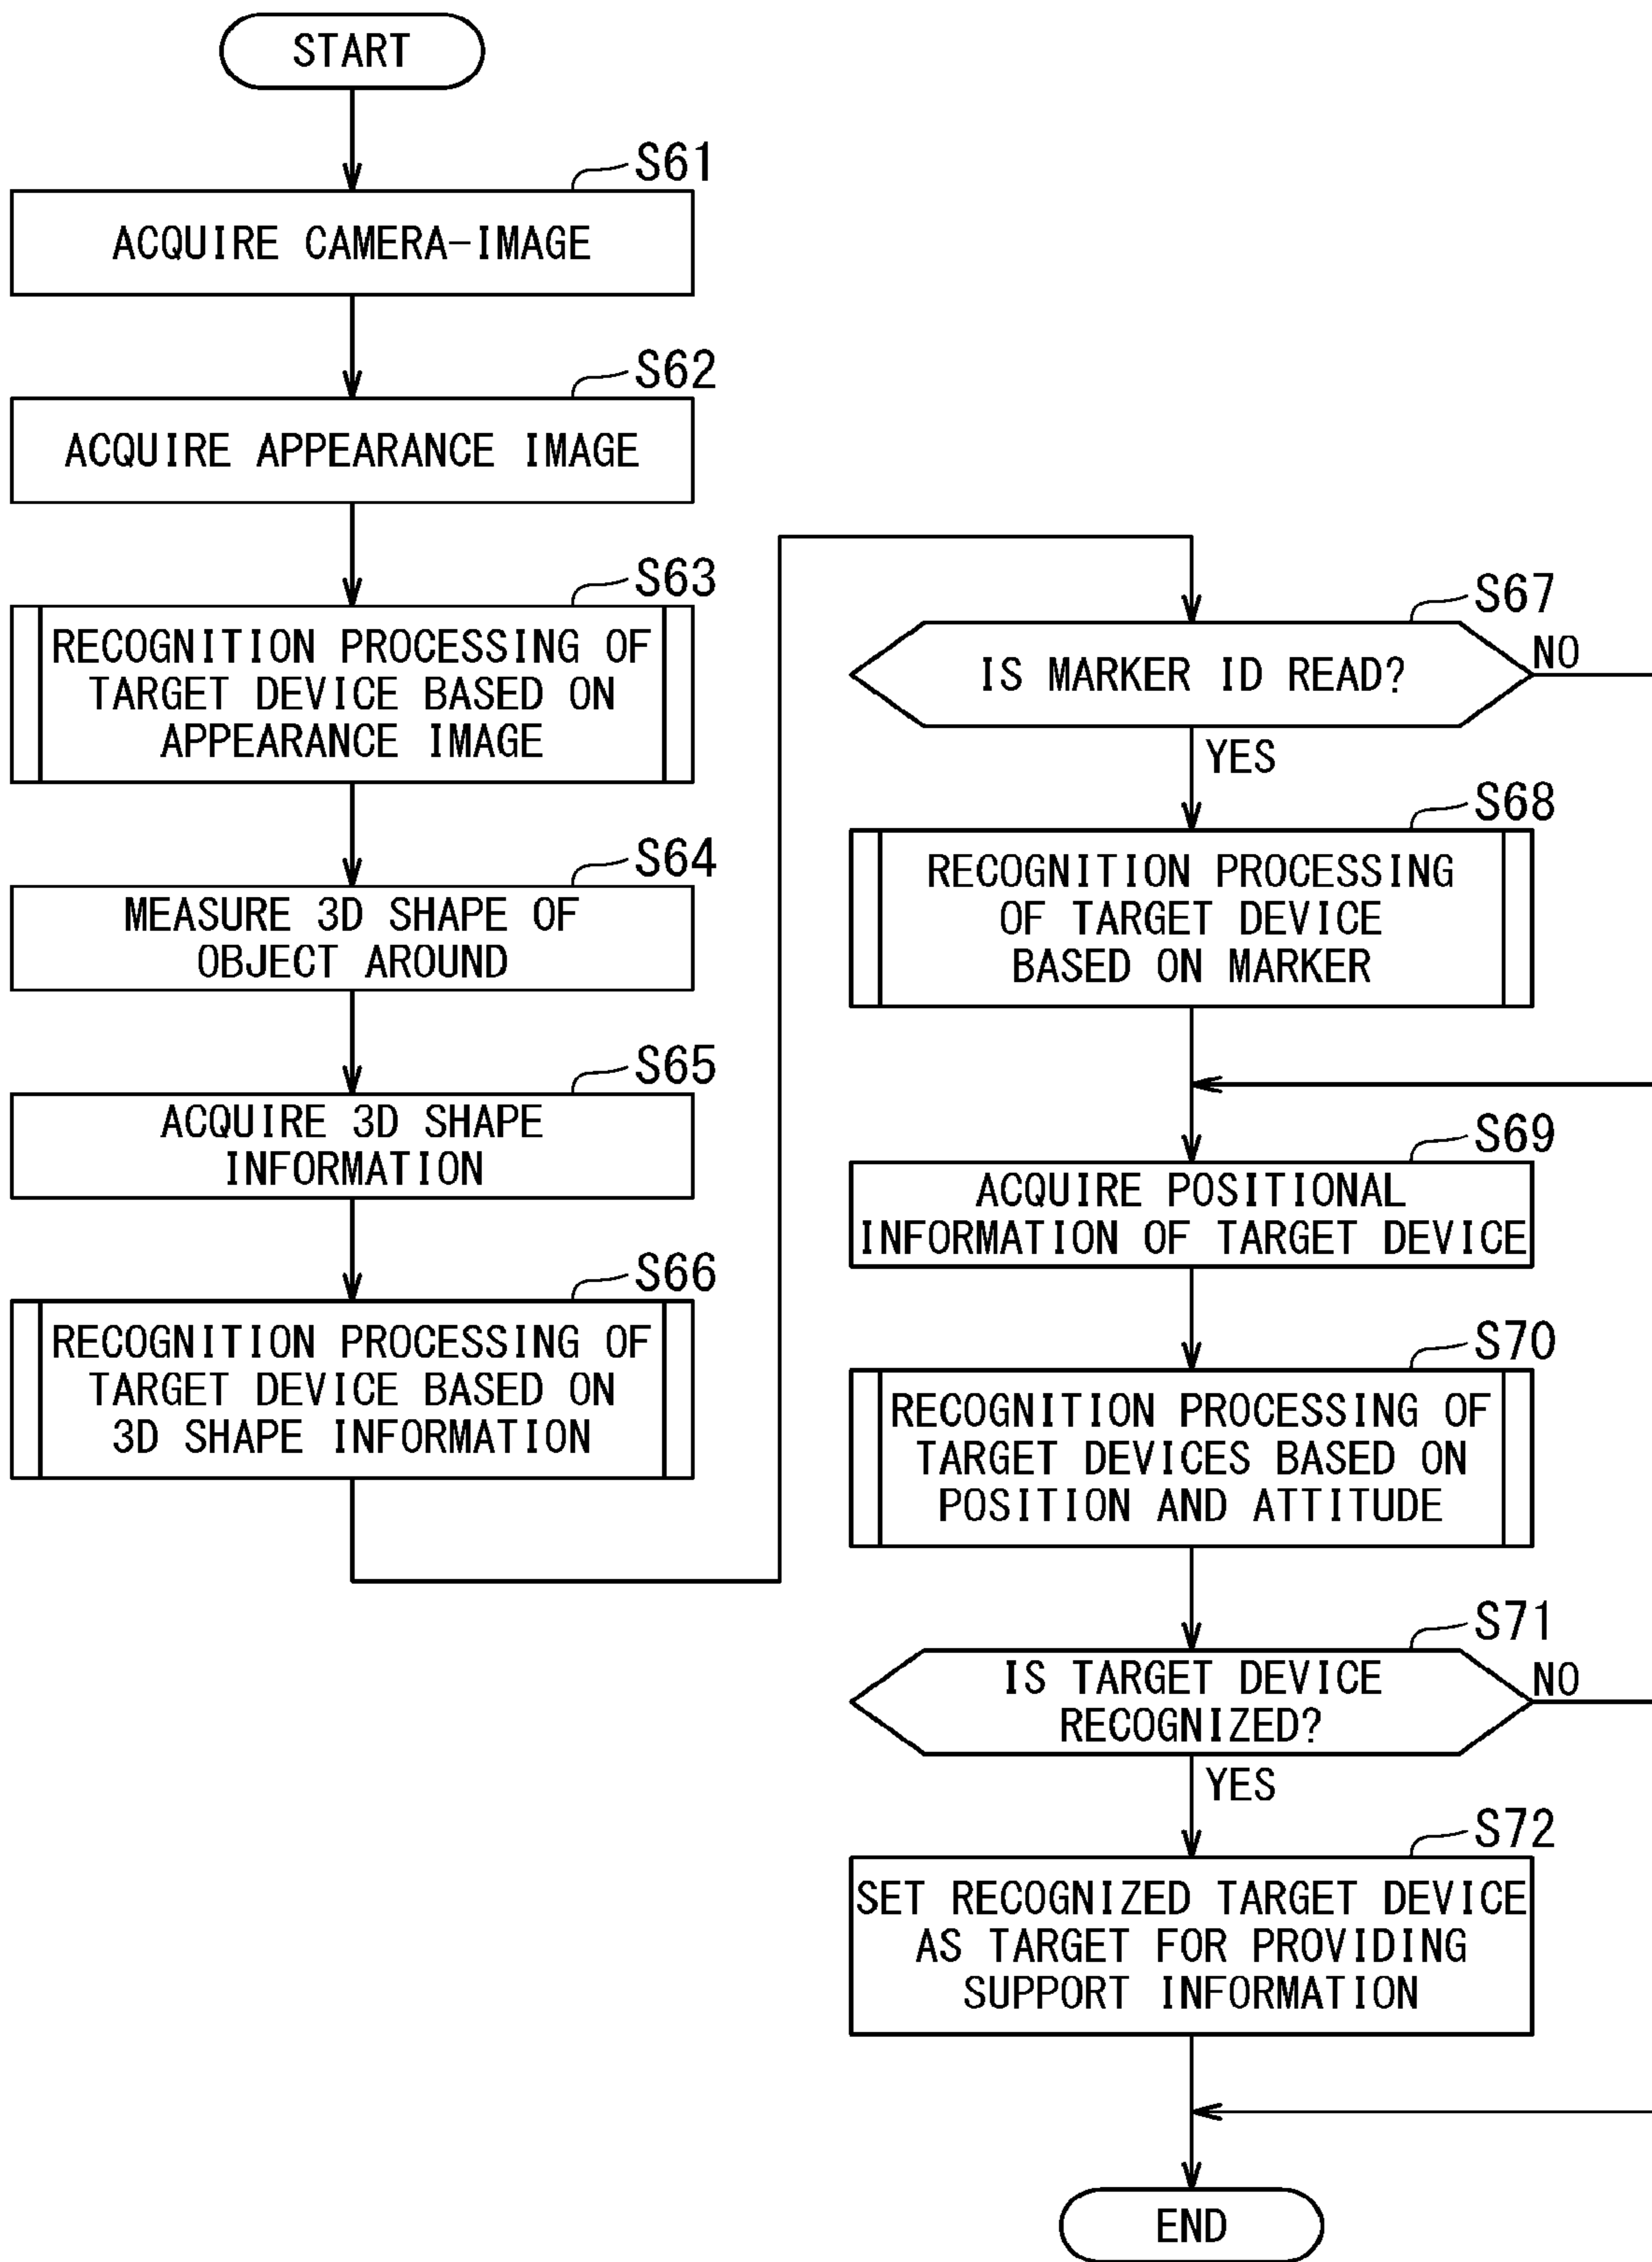 START
S61
ACQUIRE CAMERA-IMAGE
S62
ACQUIRE APPEARANCE IMAGE
S63
RECOGNITION PROCESSING OF
TARGET DEVICE BASED ON
APPEARANCE IMAGE
S64
MEASURE 3D SHAPE OF
OBJECT AROUND
S65
ACQUIRE 3D SHAPE
INFORMATION
S66
RECOGNITION PROCESSING OF
TARGET DEVICE BASED ON
3D SHAPE INFORMATION
S67
IS MARKER ID READ?
NO
YES
S68
RECOGNITION PROCESSING
OF TARGET DEVICE
BASED ON MARKER
S69
ACQUIRE POSITIONAL
INFORMATION OF TARGET DEVICE
S70
RECOGNITION PROCESSING OF
TARGET DEVICES BASED ON
POSITION AND ATTITUDE
S71
IS TARGET DEVICE
RECOGNIZED?
NO
YES
S72
SET RECOGNIZED TARGET DEVICE
AS TARGET FOR PROVIDING
SUPPORT INFORMATION
END